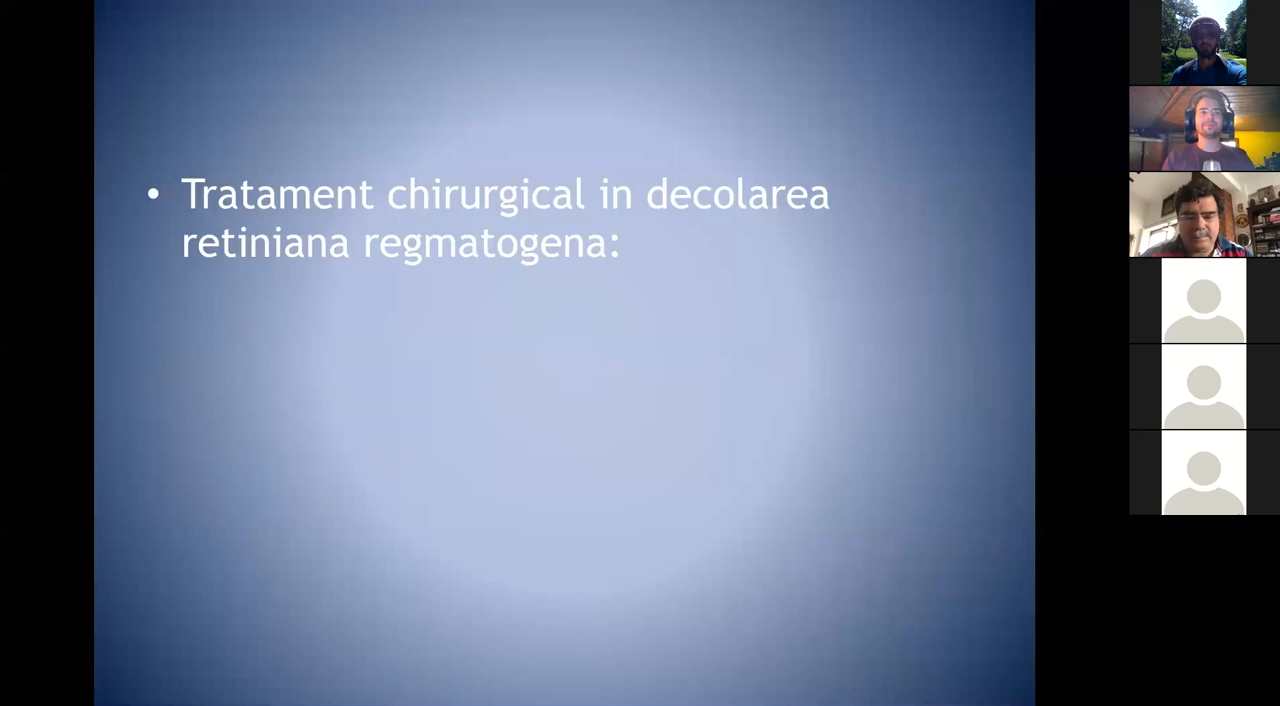 • Tratament chirurgical in decolarea
retiniana regmatogena: